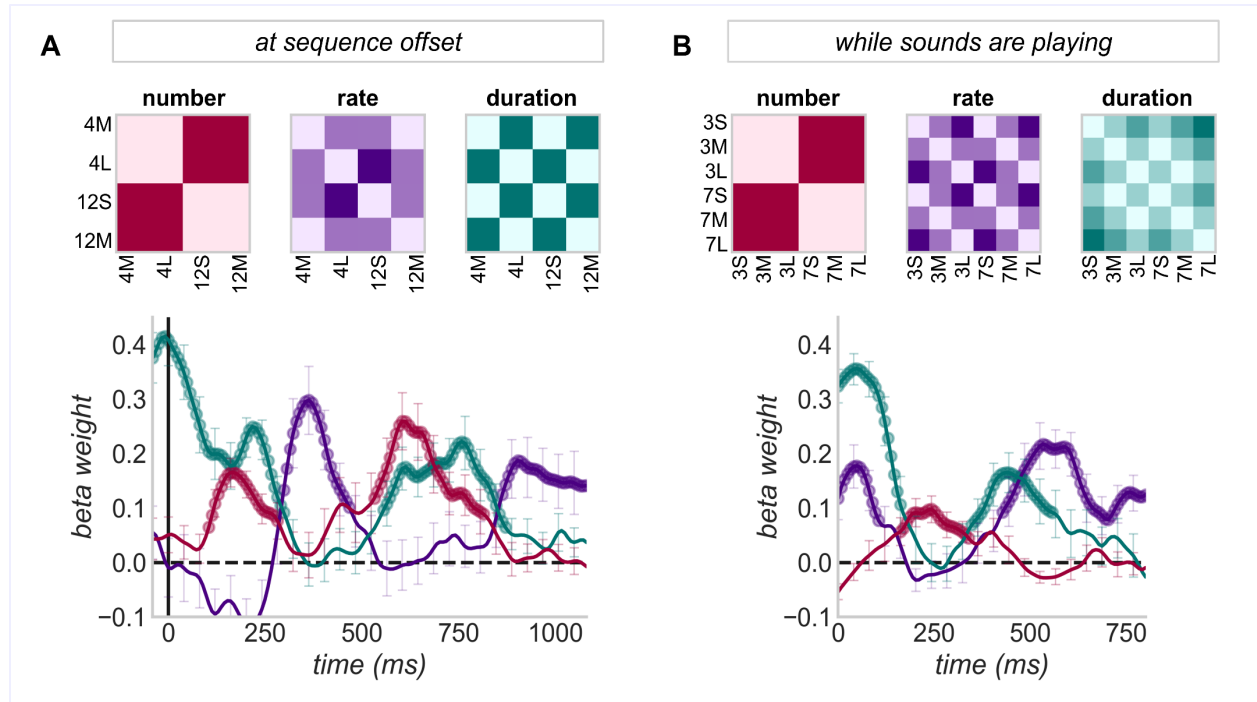 A
at sequence offset
number
rate
duration
4M
4L
12S
12M
4M
4L
12S
12M
4M
4L
12S
12M
4M
4L
12S
12M
beta weight
0.4
0.3
0.2
0.1
0.0
−0.1
0
250
500
750
1000
time (ms)
B
while sounds are playing
number
rate
duration
3S
3M
3L
7S
7M
7L
3S
3M
3L
7S
7M
7L
3S
3M
3L
7S
7M
7L
3S
3M
3L
7S
7M
7L
beta weight
0.4
0.3
0.2
0.1
0.0
−0.1
0
250
500
750
time (ms)